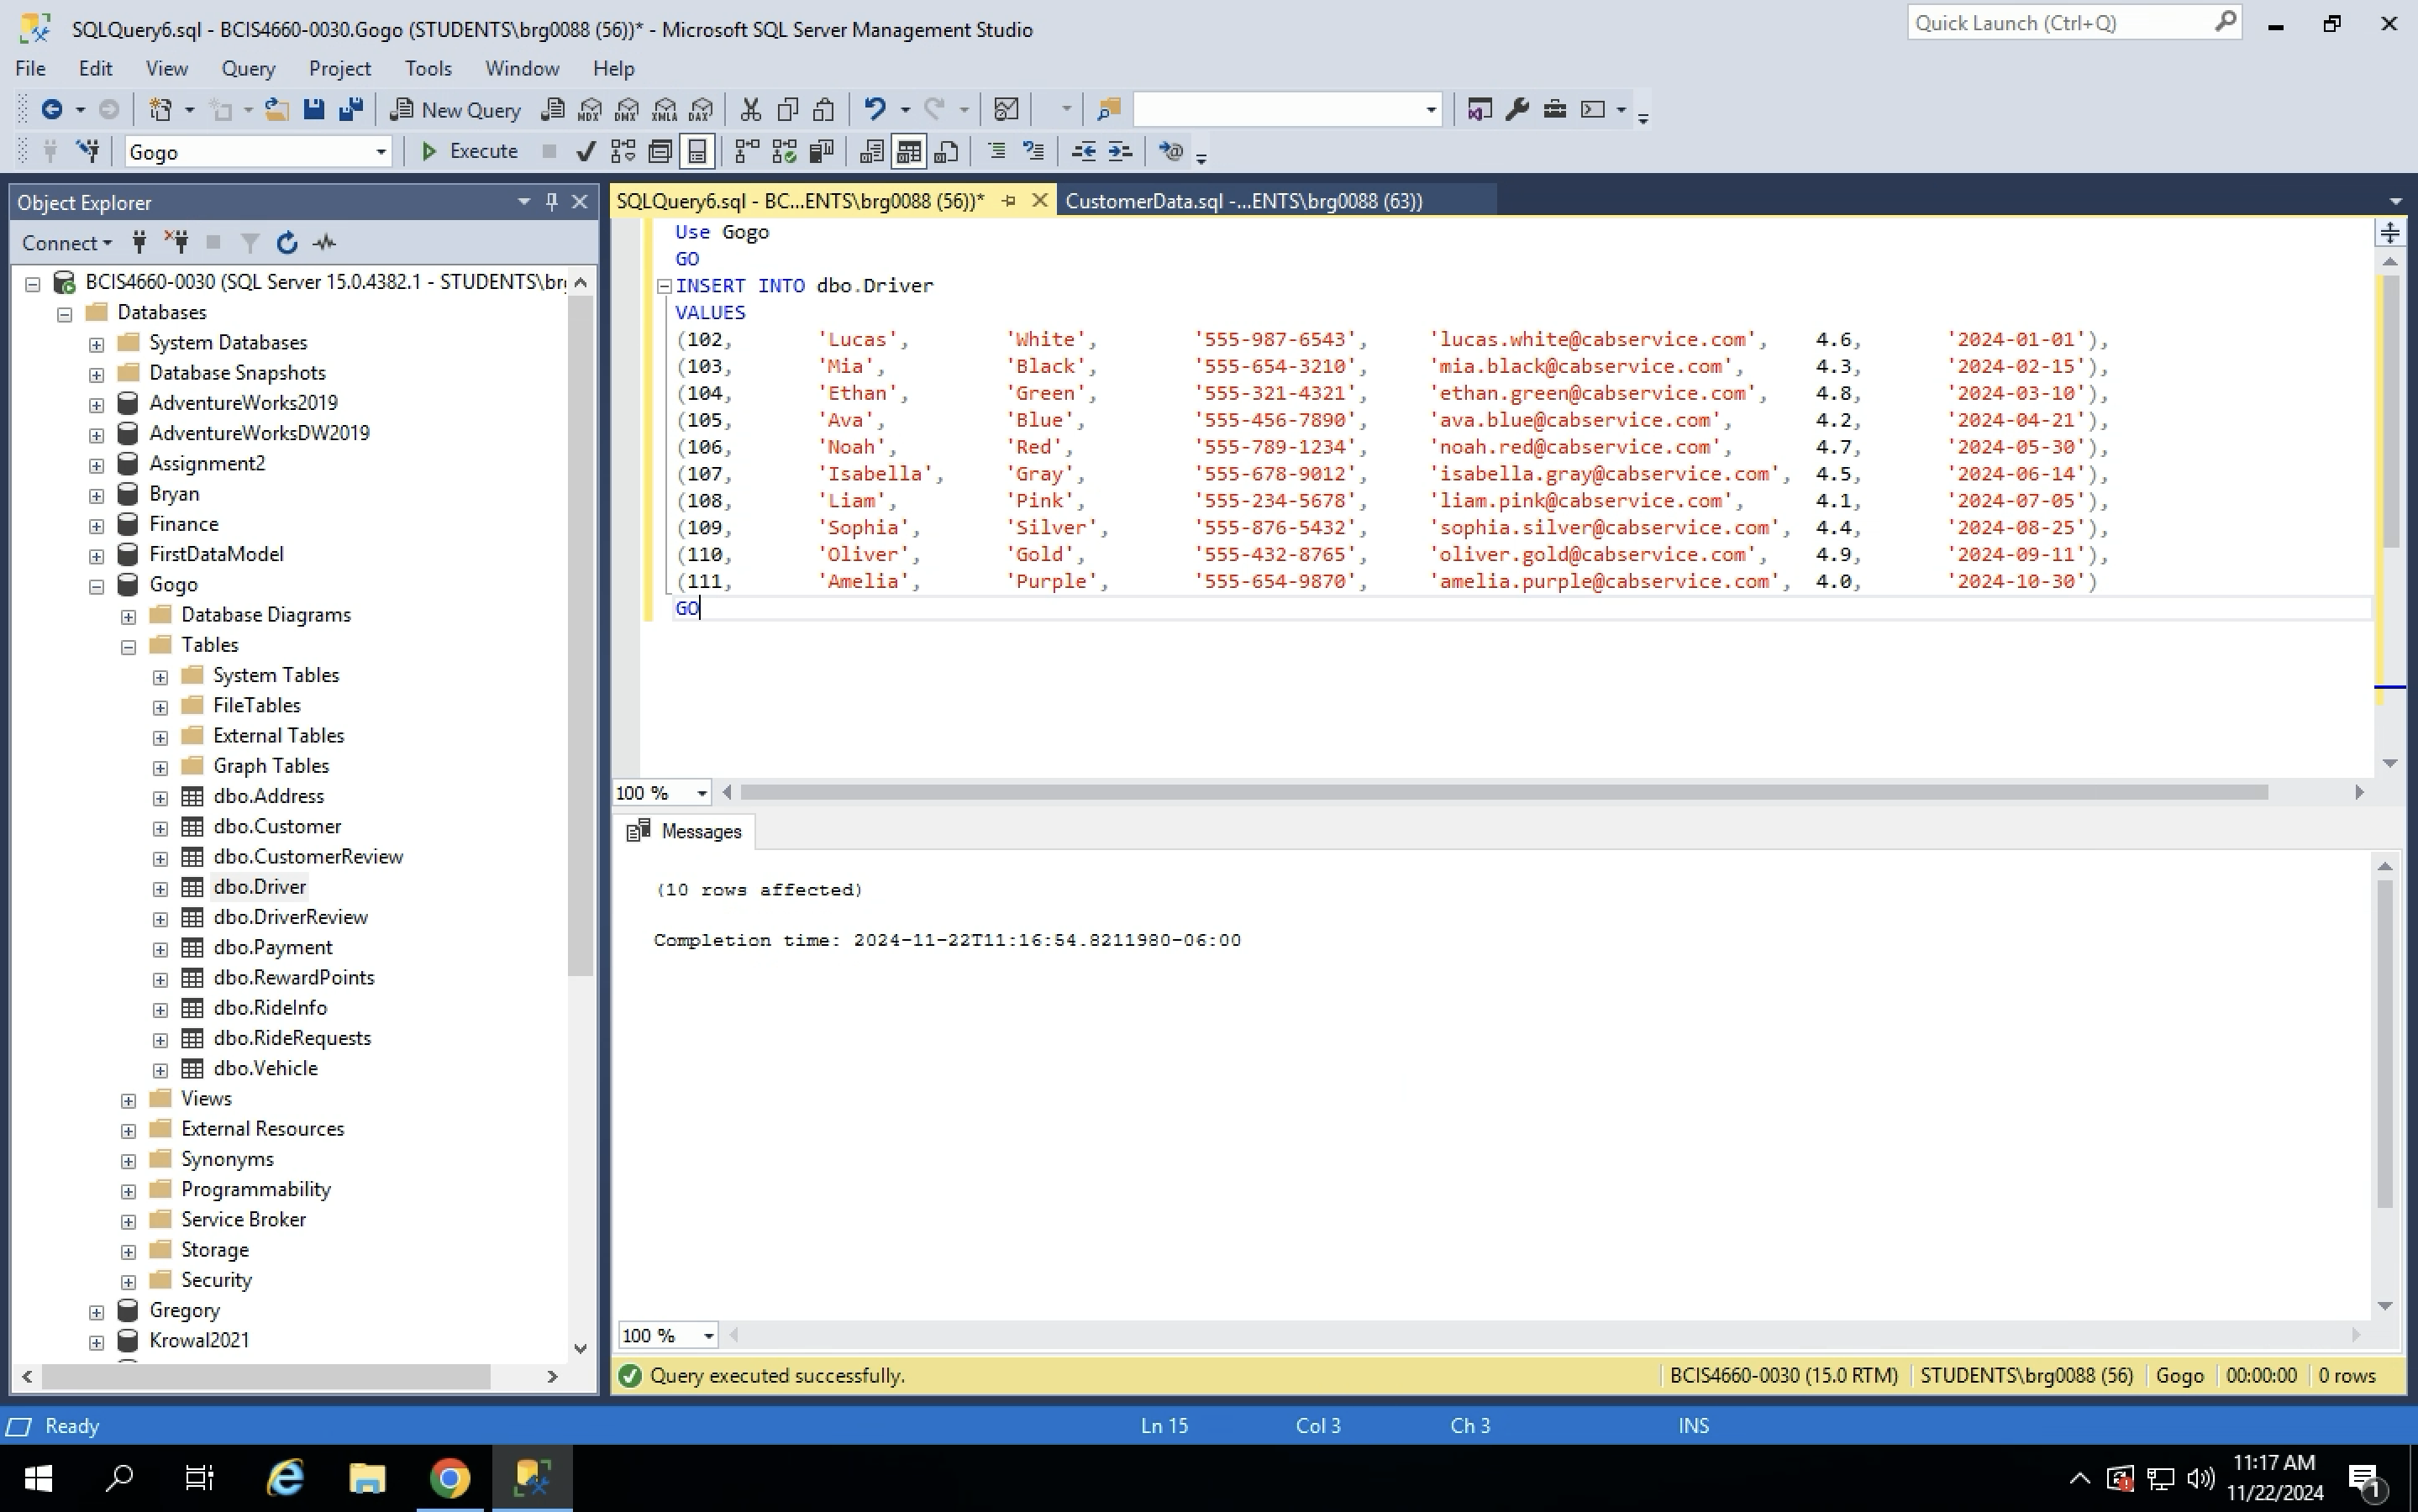 SQLQuery6.sql - BCIS4660-0030.Gogo (STUDENTS\brg0088 (56))* - Microsoft SQL Server Management Studio
Quick Launch (Ctrl+Q)
File Edit View Query Project Tools Window Help
New Query MDX DMX XMLA DAX
Gogo Execute
Object Explorer
SQLQuery6.sql - BC...ENTS\brg0088 (56))* CustomerData.sql -...ENTS\brg0088 (63))
Connect
BCIS4660-0030 (SQL Server 15.0.4382.1 - STUDENTS\br
Databases
System Databases
Database Snapshots
AdventureWorks2019
AdventureWorksDW2019
Assignment2
Bryan
Finance
FirstDataModel
Gogo
Database Diagrams
Tables
System Tables
FileTables
External Tables
Graph Tables
dbo.Address
dbo.Customer
dbo.CustomerReview
dbo.Driver
dbo.DriverReview
dbo.Payment
dbo.RewardPoints
dbo.RideInfo
dbo.RideRequests
dbo.Vehicle
Views
External Resources
Synonyms
Programmability
Service Broker
Storage
Security
Gregory
Krowal2021
Use Gogo
GO
INSERT INTO dbo.Driver
VALUES
(102, 'Lucas', 'White', '555-987-6543', 'lucas.white@cabservice.com', 4.6, '2024-01-01'),
(103, 'Mia', 'Black', '555-654-3210', 'mia.black@cabservice.com', 4.3, '2024-02-15'),
(104, 'Ethan', 'Green', '555-321-4321', 'ethan.green@cabservice.com', 4.8, '2024-03-10'),
(105, 'Ava', 'Blue', '555-456-7890', 'ava.blue@cabservice.com', 4.2, '2024-04-21'),
(106, 'Noah', 'Red', '555-789-1234', 'noah.red@cabservice.com', 4.7, '2024-05-30'),
(107, 'Isabella', 'Gray', '555-678-9012', 'isabella.gray@cabservice.com', 4.5, '2024-06-14'),
(108, 'Liam', 'Pink', '555-234-5678', 'liam.pink@cabservice.com', 4.1, '2024-07-05'),
(109, 'Sophia', 'Silver', '555-876-5432', 'sophia.silver@cabservice.com', 4.4, '2024-08-25'),
(110, 'Oliver', 'Gold', '555-432-8765', 'oliver.gold@cabservice.com', 4.9, '2024-09-11'),
(111, 'Amelia', 'Purple', '555-654-9870', 'amelia.purple@cabservice.com', 4.0, '2024-10-30')
GO
100 %
Messages
(10 rows affected)
Completion time: 2024-11-22T11:16:54.8211980-06:00
100 %
Query executed successfully. BCIS4660-0030 (15.0 RTM) STUDENTS\brg0088 (56) Gogo 00:00:00 0 rows
Ready Ln 15 Col 3 Ch 3 INS
11:17 AM
11/22/2024
1